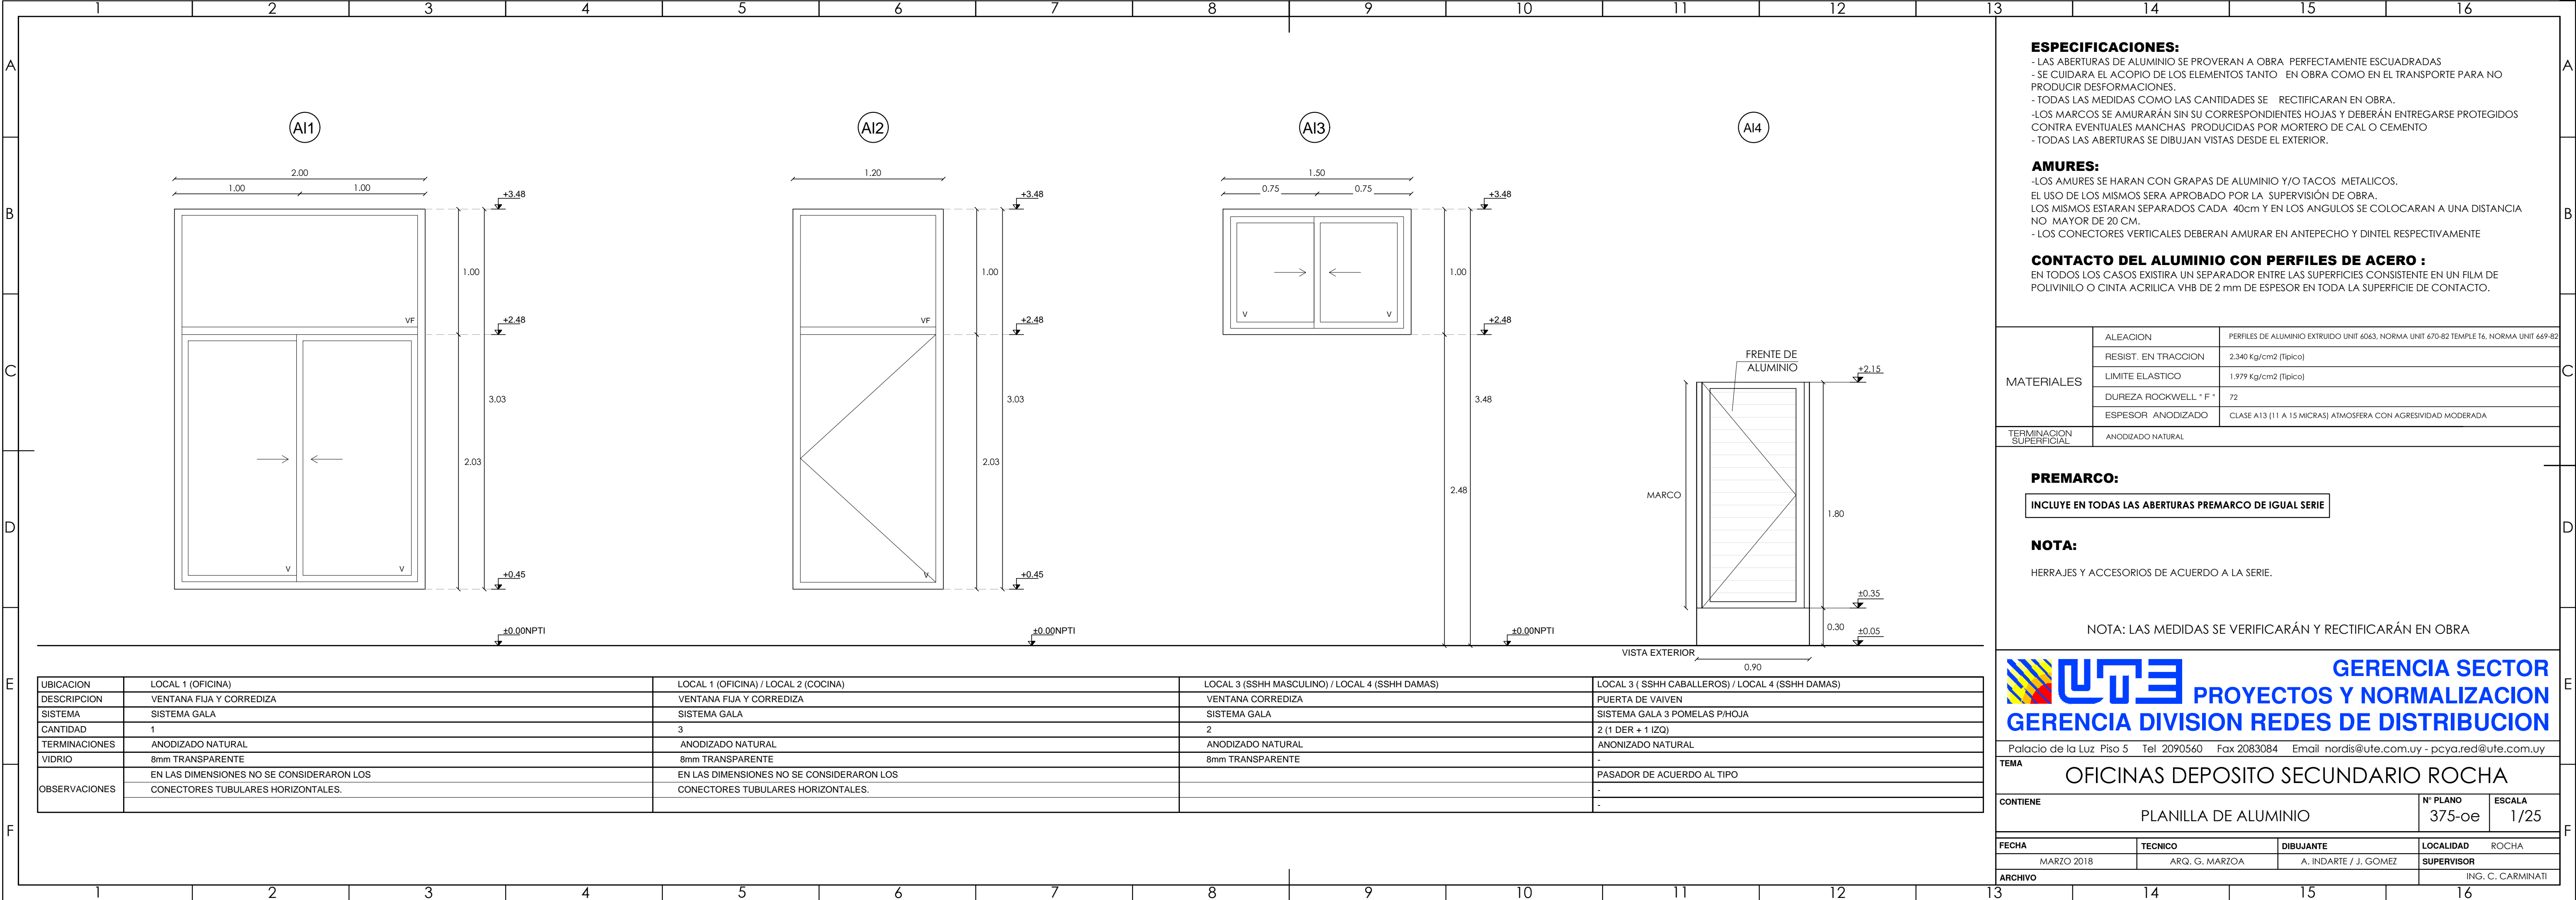 1 2 3 4 5 6 7 8 9 10 11 12 13 14 15 16
A
B
C
D
E
F
AI1
2.00
1.00 1.00
+3.48
1.00
VF
+2.48
3.03
2.03
V V
+0.45
±0.00NPTI
AI2
1.20
+3.48
1.00
VF
+2.48
3.03
2.03
V
+0.45
±0.00NPTI
AI3
1.50
0.75 0.75
+3.48
1.00
V V
+2.48
3.48
2.48
±0.00NPTI
AI4
FRENTE DE
ALUMINIO
+2.15
MARCO
1.80
±0.35
0.30
±0.05
VISTA EXTERIOR
0.90
UBICACION LOCAL 1 (OFICINA) LOCAL 1 (OFICINA) / LOCAL 2 (COCINA) LOCAL 3 (SSHH MASCULINO) / LOCAL 4 (SSHH DAMAS) LOCAL 3 ( SSHH CABALLEROS) / LOCAL 4 (SSHH DAMAS)
DESCRIPCION VENTANA FIJA Y CORREDIZA VENTANA FIJA Y CORREDIZA VENTANA CORREDIZA PUERTA DE VAIVEN
SISTEMA SISTEMA GALA SISTEMA GALA SISTEMA GALA SISTEMA GALA 3 POMELAS P/HOJA
CANTIDAD 1 3 2 2 (1 DER + 1 IZQ)
TERMINACIONES ANODIZADO NATURAL ANODIZADO NATURAL ANODIZADO NATURAL ANONIZADO NATURAL
VIDRIO 8mm TRANSPARENTE 8mm TRANSPARENTE 8mm TRANSPARENTE -
OBSERVACIONES
EN LAS DIMENSIONES NO SE CONSIDERARON LOS EN LAS DIMENSIONES NO SE CONSIDERARON LOS PASADOR DE ACUERDO AL TIPO
CONECTORES TUBULARES HORIZONTALES. CONECTORES TUBULARES HORIZONTALES. -
-
ESPECIFICACIONES:
- LAS ABERTURAS DE ALUMINIO SE PROVERAN A OBRA PERFECTAMENTE ESCUADRADAS
- SE CUIDARA EL ACOPIO DE LOS ELEMENTOS TANTO EN OBRA COMO EN EL TRANSPORTE PARA NO
PRODUCIR DESFORMACIONES.
- TODAS LAS MEDIDAS COMO LAS CANTIDADES SE RECTIFICARAN EN OBRA.
-LOS MARCOS SE AMURARÁN SIN SU CORRESPONDIENTES HOJAS Y DEBERÁN ENTREGARSE PROTEGIDOS
CONTRA EVENTUALES MANCHAS PRODUCIDAS POR MORTERO DE CAL O CEMENTO
- TODAS LAS ABERTURAS SE DIBUJAN VISTAS DESDE EL EXTERIOR.
AMURES:
-LOS AMURES SE HARAN CON GRAPAS DE ALUMINIO Y/O TACOS METALICOS.
EL USO DE LOS MISMOS SERA APROBADO POR LA SUPERVISIÓN DE OBRA.
LOS MISMOS ESTARAN SEPARADOS CADA 40cm Y EN LOS ANGULOS SE COLOCARAN A UNA DISTANCIA
NO MAYOR DE 20 CM.
- LOS CONECTORES VERTICALES DEBERAN AMURAR EN ANTEPECHO Y DINTEL RESPECTIVAMENTE
CONTACTO DEL ALUMINIO CON PERFILES DE ACERO :
EN TODOS LOS CASOS EXISTIRA UN SEPARADOR ENTRE LAS SUPERFICIES CONSISTENTE EN UN FILM DE
POLIVINILO O CINTA ACRILICA VHB DE 2 mm DE ESPESOR EN TODA LA SUPERFICIE DE CONTACTO.
MATERIALES
ALEACION PERFILES DE ALUMINIO EXTRUIDO UNIT 6063, NORMA UNIT 670-82 TEMPLE T6, NORMA UNIT 669-82
RESIST. EN TRACCION 2.340 Kg/cm2 (Tipico)
LIMITE ELASTICO 1.979 Kg/cm2 (Tipico)
DUREZA ROCKWELL " F " 72
ESPESOR ANODIZADO CLASE A13 (11 A 15 MICRAS) ATMOSFERA CON AGRESIVIDAD MODERADA
TERMINACION
SUPERFICIAL
ANODIZADO NATURAL
PREMARCO:
INCLUYE EN TODAS LAS ABERTURAS PREMARCO DE IGUAL SERIE
NOTA:
HERRAJES Y ACCESORIOS DE ACUERDO A LA SERIE.
NOTA: LAS MEDIDAS SE VERIFICARÁN Y RECTIFICARÁN EN OBRA
UTE
GERENCIA SECTOR
PROYECTOS Y NORMALIZACION
GERENCIA DIVISION REDES DE DISTRIBUCION
Palacio de la Luz Piso 5 Tel 2090560 Fax 2083084 Email nordis@ute.com.uy - pcya.red@ute.com.uy
TEMA
OFICINAS DEPOSITO SECUNDARIO ROCHA
CONTIENE
PLANILLA DE ALUMINIO
N° PLANO
375-oe
ESCALA
1/25
FECHA TECNICO DIBUJANTE LOCALIDAD ROCHA
MARZO 2018 ARQ. G. MARZOA A. INDARTE / J. GOMEZ SUPERVISOR
ARCHIVO ING. C. CARMINATI
A
B
C
D
E
F
1 2 3 4 5 6 7 8 9 10 11 12 13 14 15 16